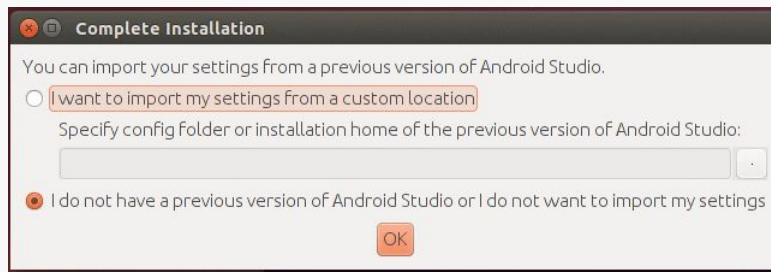 Complete Installation
You can import your settings from a previous version of Android Studio.
I want to import my settings from a custom location
Specify config folder or installation home of the previous version of Android Studio:
.
I do not have a previous version of Android Studio or I do not want to import my settings
OK